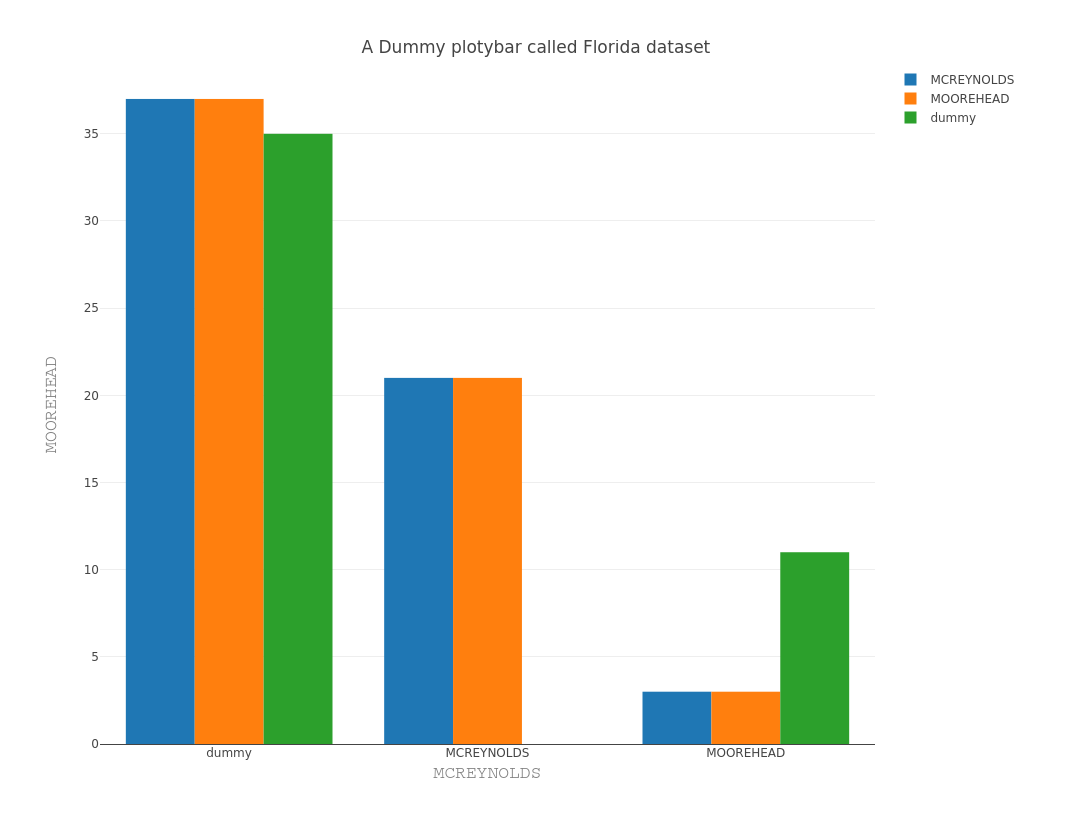 A Dummy plotybar called Florida dataset
MCREYNOLDS
MOOREHEAD
dummy
35
30
25
20
15
10
5
0
MOOREHEAD
dummy MCREYNOLDS MOOREHEAD
MCREYNOLDS